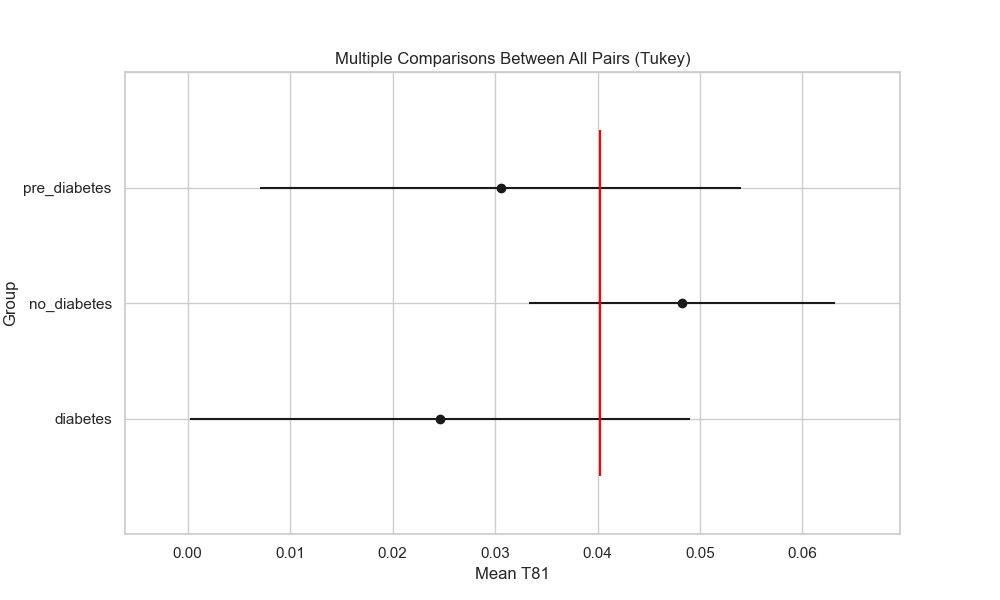 Multiple Comparisons Between All Pairs (Tukey)
pre_diabetes
no_diabetes
diabetes
Group
0.00 0.01 0.02 0.03 0.04 0.05 0.06
Mean T81